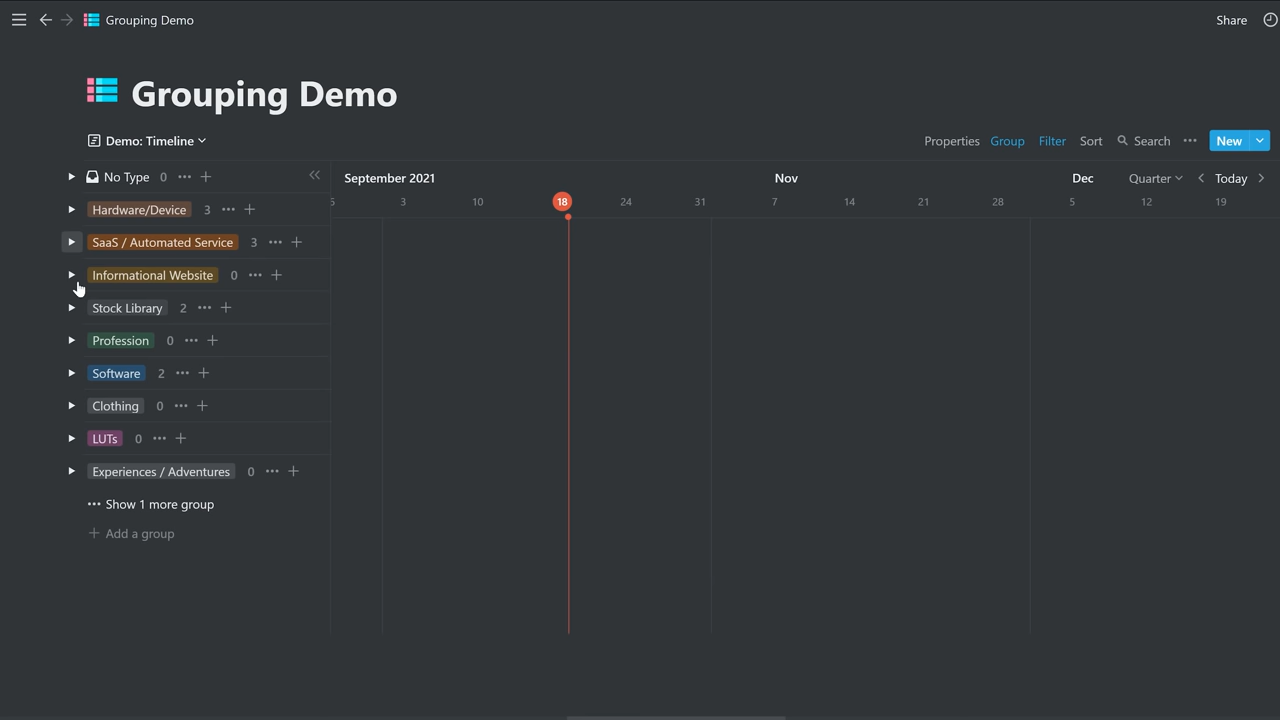 Grouping Demo
Share
Grouping Demo
Demo: Timeline
Properties Group Filter Sort Search New
No Type 0
September 2021 Nov Dec Quarter Today
3 10 18 24 31 7 14 21 28 5 12 19
Hardware/Device 3
SaaS / Automated Service 3
Informational Website 0
Stock Library 2
Profession 0
Software 2
Clothing 0
LUTs 0
Experiences / Adventures 0
Show 1 more group
Add a group